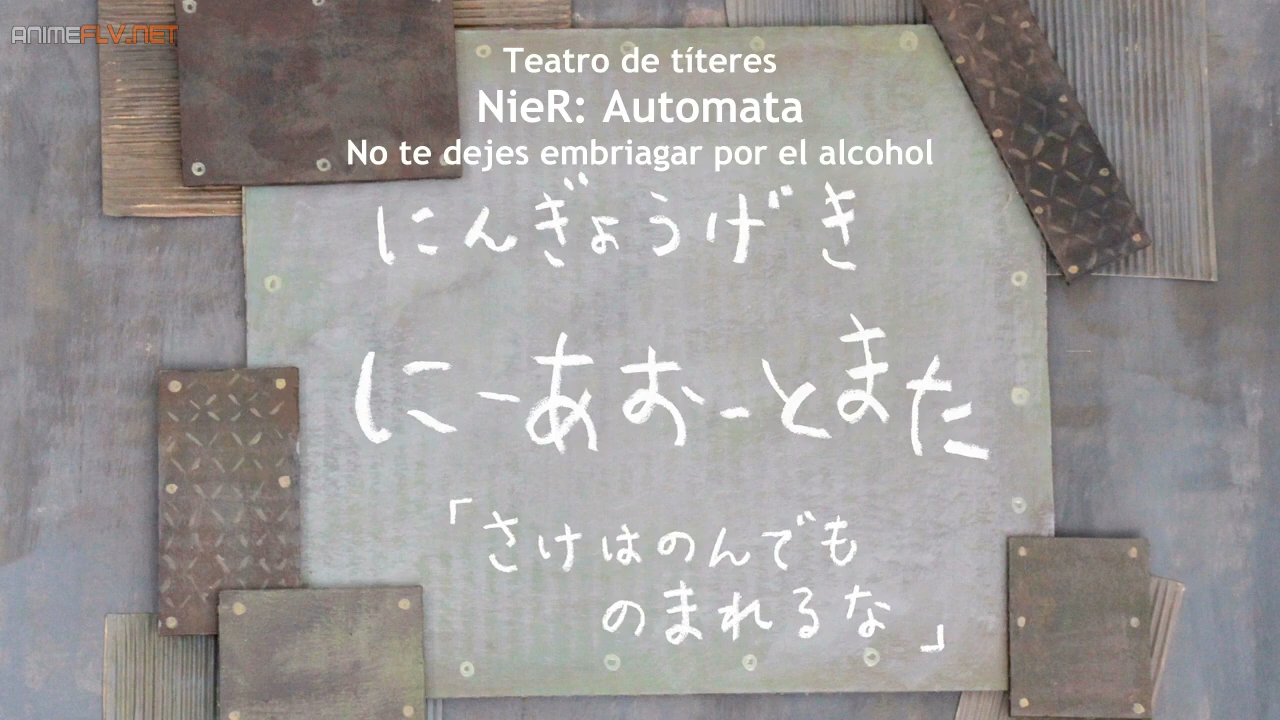 ANIMEFLV.NET
Teatro de títeres
NieR: Automata
No te dejes embriagar por el alcohol
にんぎょうげき
にーあおーとまた
「さけはのんでも
のまれるな」